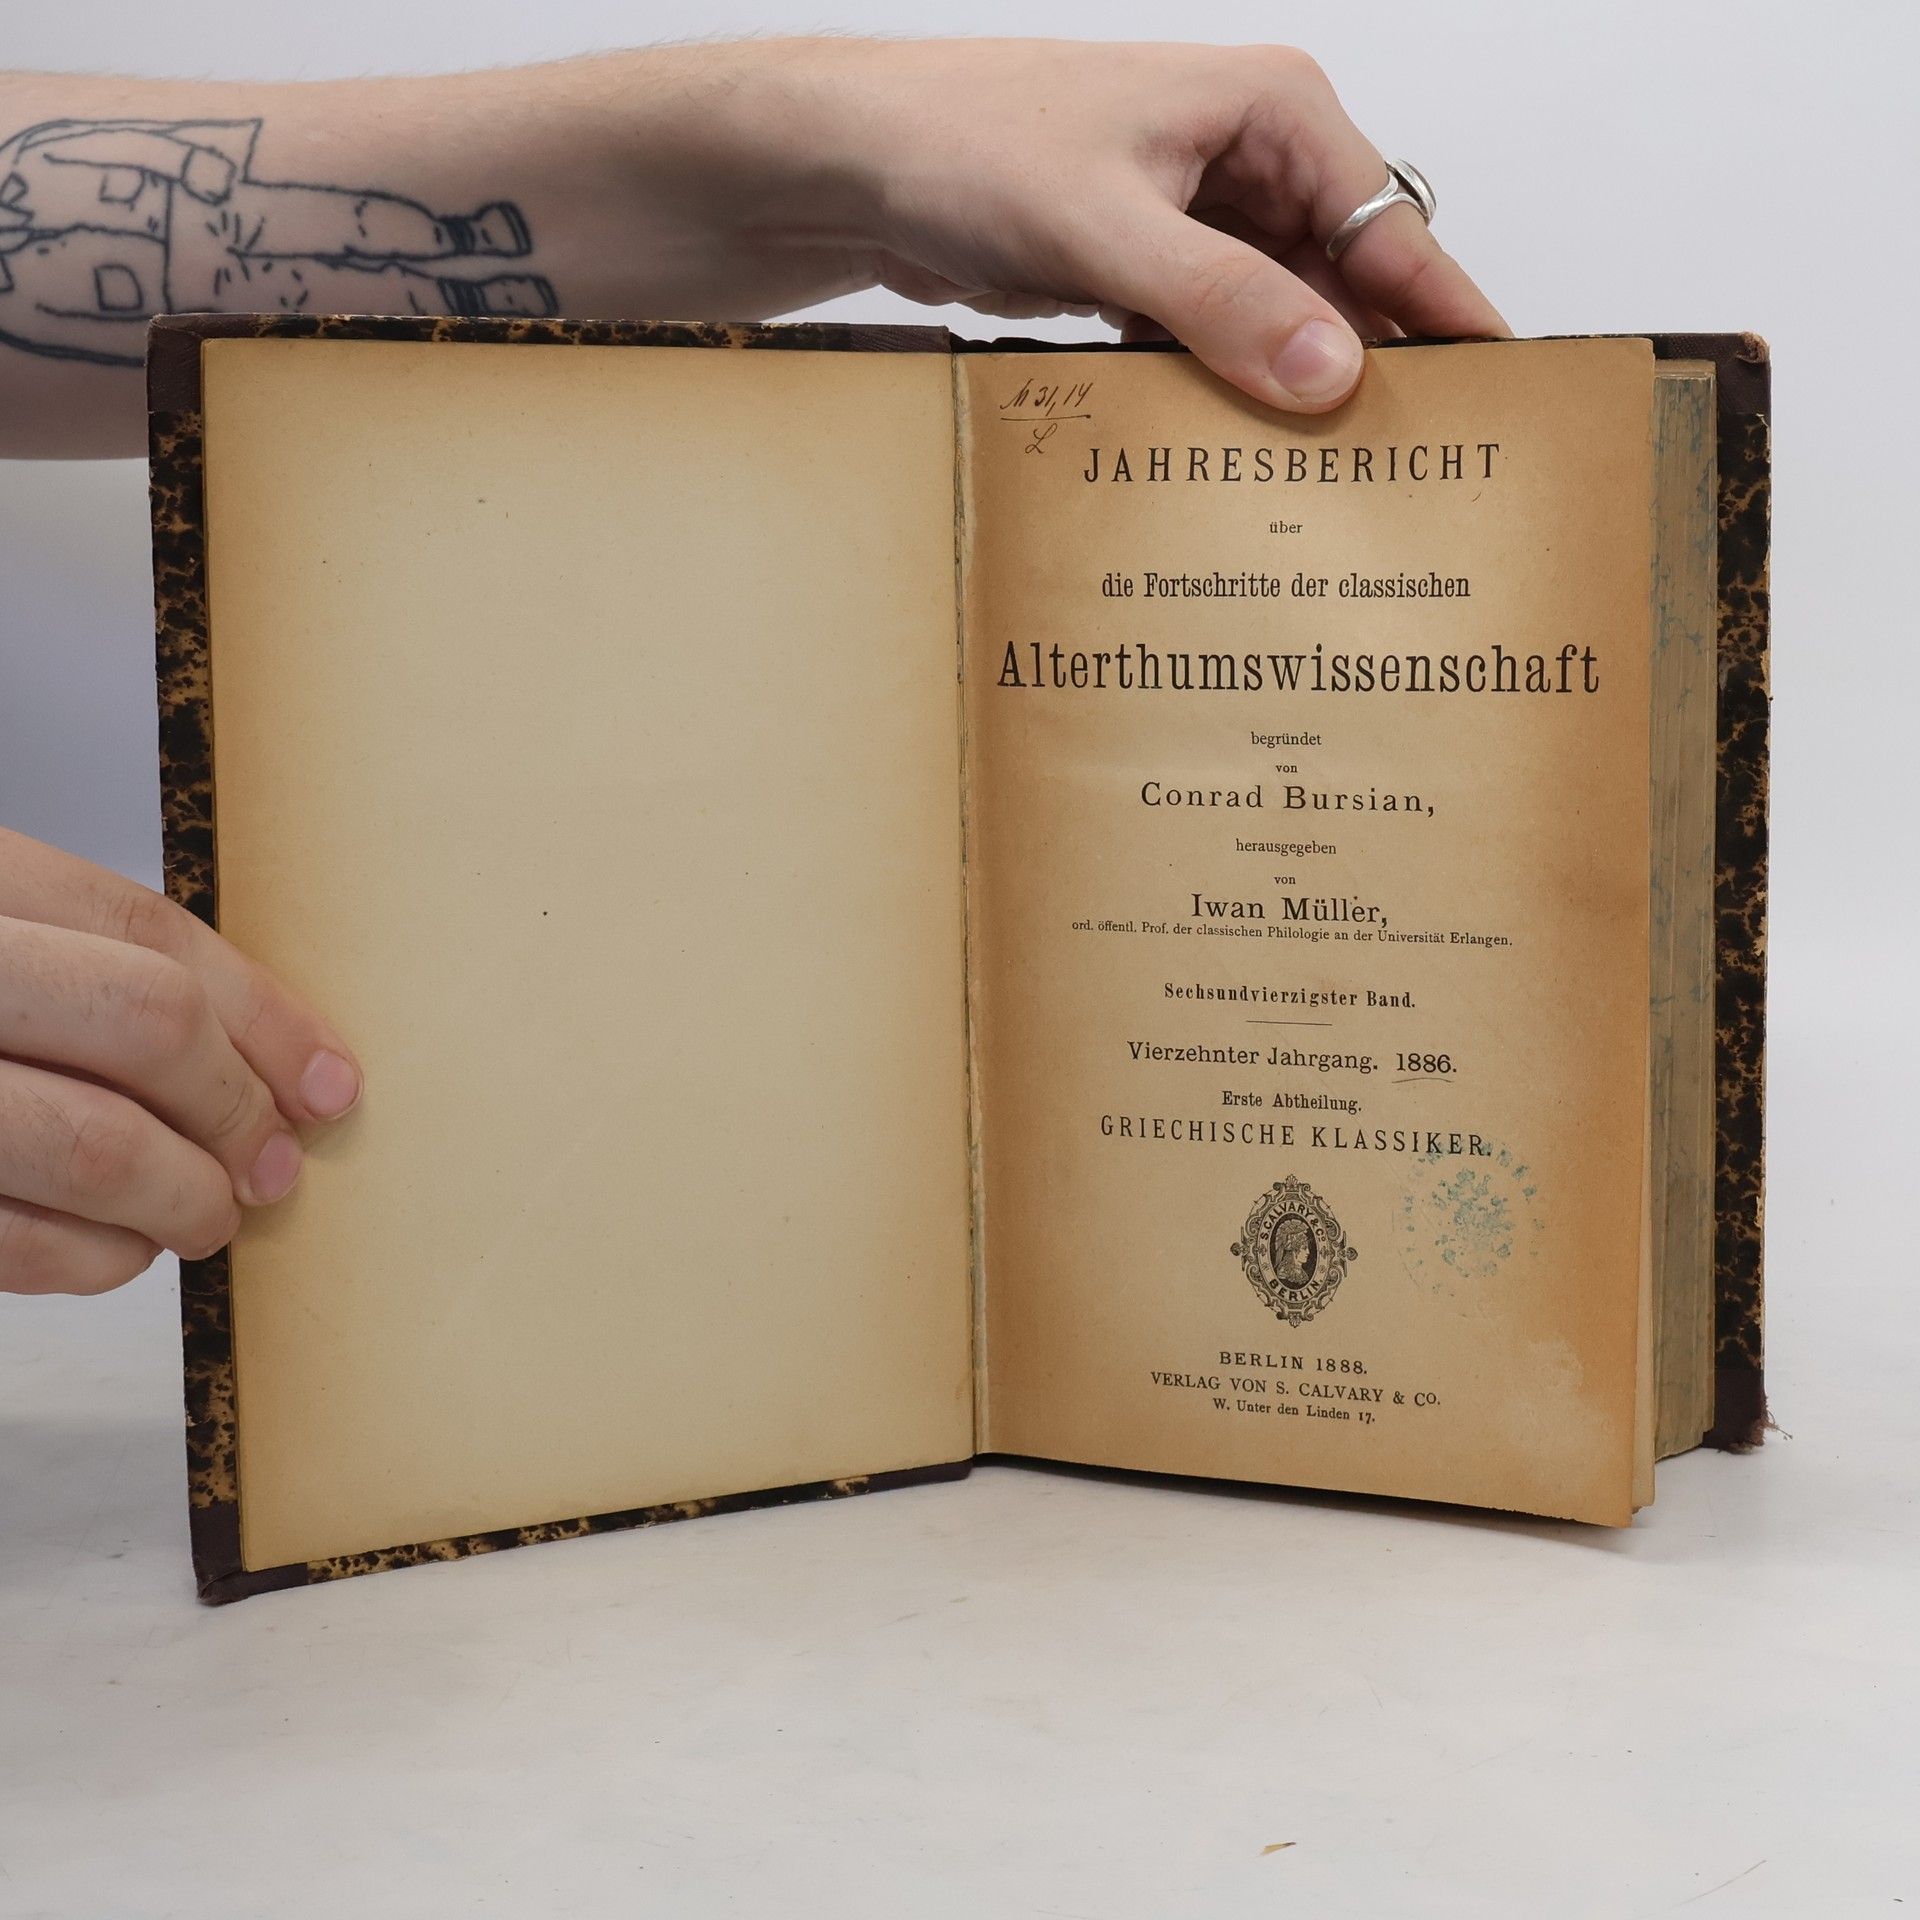 31,14
L
JAHRESBERICHT
über
die Fortschritte der classischen
Alterthumswissenschaft
begründet
von
Conrad Bursian,
herausgegeben
von
Iwan Müller,
ord. öffentl. Prof. der classischen Philologie an der Universität Erlangen.
Sechsundvierzigster Band.
Vierzehnter Jahrgang. 1886.
Erste Abtheilung.
GRIECHISCHE KLASSIKER.
S. CALVARY & Co
BERLIN
BERLIN 1888.
VERLAG VON S. CALVARY & CO.
W. Unter den Linden 17.